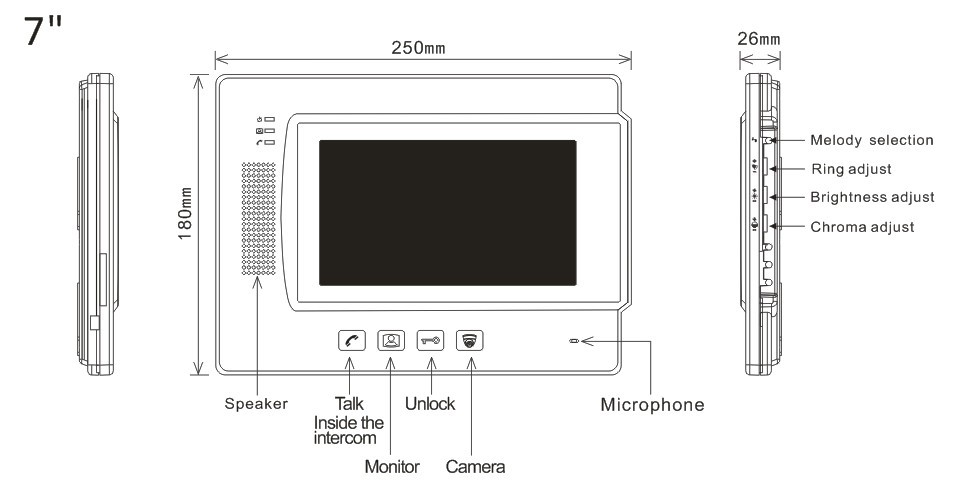 7"
250mm
26mm
180mm
Melody selection
Ring adjust
Brightness adjust
Chroma adjust
Speaker
Talk
Inside the
intercom
Unlock
Microphone
Monitor
Camera